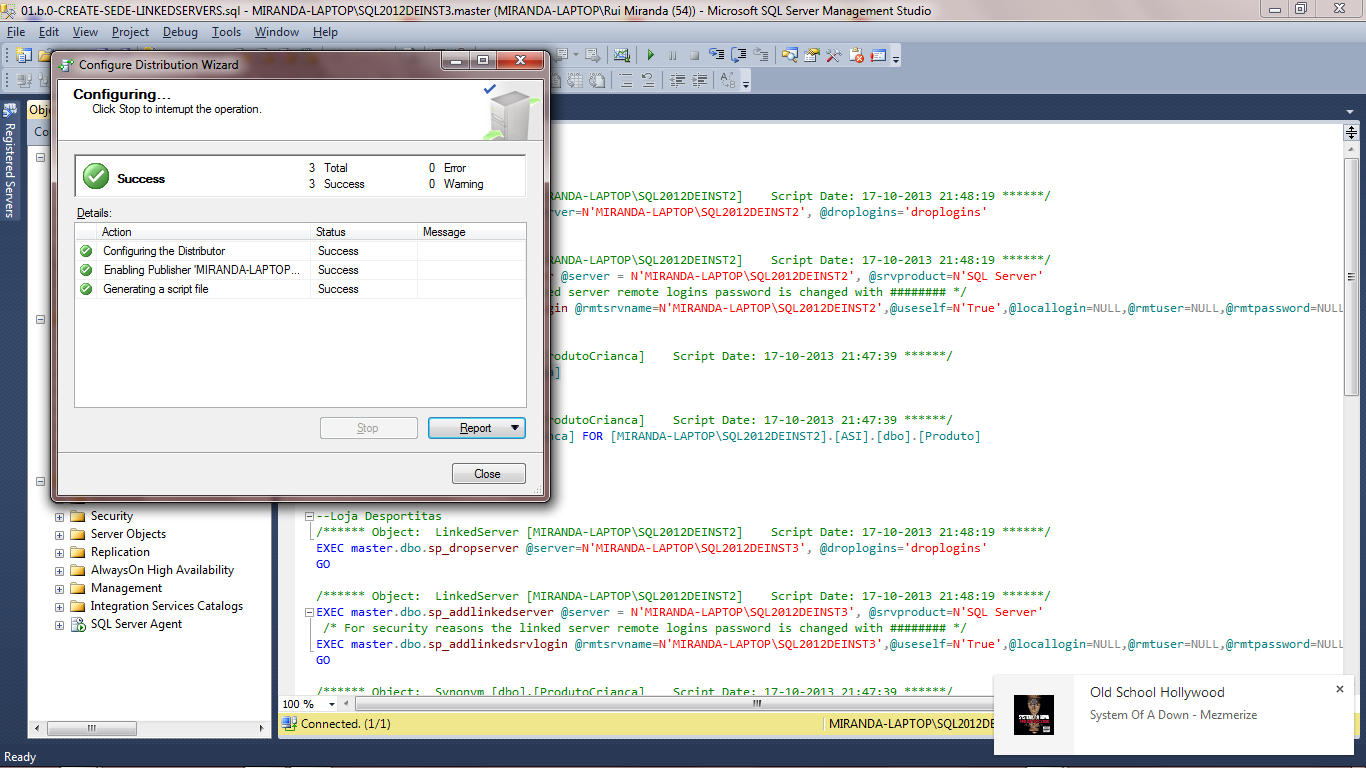 01.b.0-CREATE-SEDE-LINKEDSERVERS.sql - MIRANDA-LAPTOP\SQL2012DEINST3.master (MIRANDA-LAPTOP\Rui Miranda (54)) - Microsoft SQL Server Management Studio
File Edit View Project Debug Tools Window Help
Configure Distribution Wizard
Configuring...
Click Stop to interrupt the operation.
Success
3 Total 0 Error
3 Success 0 Warning
Details:
Action Status Message
Configuring the Distributor Success
Enabling Publisher 'MIRANDA-LAPTOP... Success
Generating a script file Success
Stop Report
Close
Registered Servers
Obj
Co
RANDA-LAPTOP\SQL2012DEINST2] Script Date: 17-10-2013 21:48:19 ******/
erver=N'MIRANDA-LAPTOP\SQL2012DEINST2', @droplogins='droplogins'
RANDA-LAPTOP\SQL2012DEINST2] Script Date: 17-10-2013 21:48:19 ******/
@server = N'MIRANDA-LAPTOP\SQL2012DEINST2', @srvproduct=N'SQL Server'
ed server remote logins password is changed with ######## */
gin @rmtsrvname=N'MIRANDA-LAPTOP\SQL2012DEINST2',@useself=N'True',@locallogin=NULL,@rmtuser=NULL,@rmtpassword=NULL
rodutoCrianca] Script Date: 17-10-2013 21:47:39 ******/
]
rodutoCrianca] Script Date: 17-10-2013 21:47:39 ******/
nca] FOR [MIRANDA-LAPTOP\SQL2012DEINST2].[ASI].[dbo].[Produto]
--Loja Desportitas
/****** Object: LinkedServer [MIRANDA-LAPTOP\SQL2012DEINST2] Script Date: 17-10-2013 21:48:19 ******/
EXEC master.dbo.sp_dropserver @server=N'MIRANDA-LAPTOP\SQL2012DEINST3', @droplogins='droplogins'
GO
/****** Object: LinkedServer [MIRANDA-LAPTOP\SQL2012DEINST2] Script Date: 17-10-2013 21:48:19 ******/
EXEC master.dbo.sp_addlinkedserver @server = N'MIRANDA-LAPTOP\SQL2012DEINST3', @srvproduct=N'SQL Server'
/* For security reasons the linked server remote logins password is changed with ######## */
EXEC master.dbo.sp_addlinkedsrvlogin @rmtsrvname=N'MIRANDA-LAPTOP\SQL2012DEINST3',@useself=N'True',@locallogin=NULL,@rmtuser=NULL,@rmtpassword=NULL
GO
/****** Object: Synonym [dbo].[ProdutoCrianca] Script Date: 17-10-2013 21:47:39 ******/
Security
Server Objects
Replication
AlwaysOn High Availability
Management
Integration Services Catalogs
SQL Server Agent
100 %
Connected. (1/1) MIRANDA-LAPTOP\SQL2012DE
Old School Hollywood
System Of A Down - Mezmerize
Ready